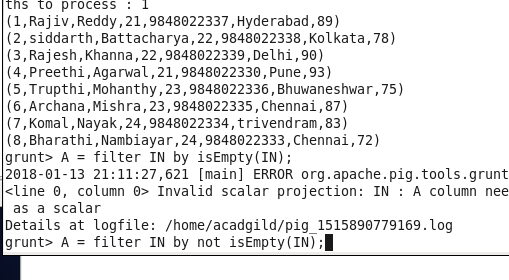 ths to process : 1
(1,Rajiv,Reddy,21,9848022337,Hyderabad,89)
(2,siddarth,Battacharya,22,9848022338,Kolkata,78)
(3,Rajesh,Khanna,22,9848022339,Delhi,90)
(4,Preethi,Agarwal,21,9848022330,Pune,93)
(5,Trupthi,Mohanthy,23,9848022336,Bhuwaneshwar,75)
(6,Archana,Mishra,23,9848022335,Chennai,87)
(7,Komal,Nayak,24,9848022334,trivendram,83)
(8,Bharathi,Nambiayar,24,9848022333,Chennai,72)
grunt> A = filter IN by isEmpty(IN);
2018-01-13 21:11:27,621 [main] ERROR org.apache.pig.tools.grunt
<line 0, column 0> Invalid scalar projection: IN : A column nee
as a scalar
Details at logfile: /home/acadgild/pig_1515890779169.log
grunt> A = filter IN by not isEmpty(IN);